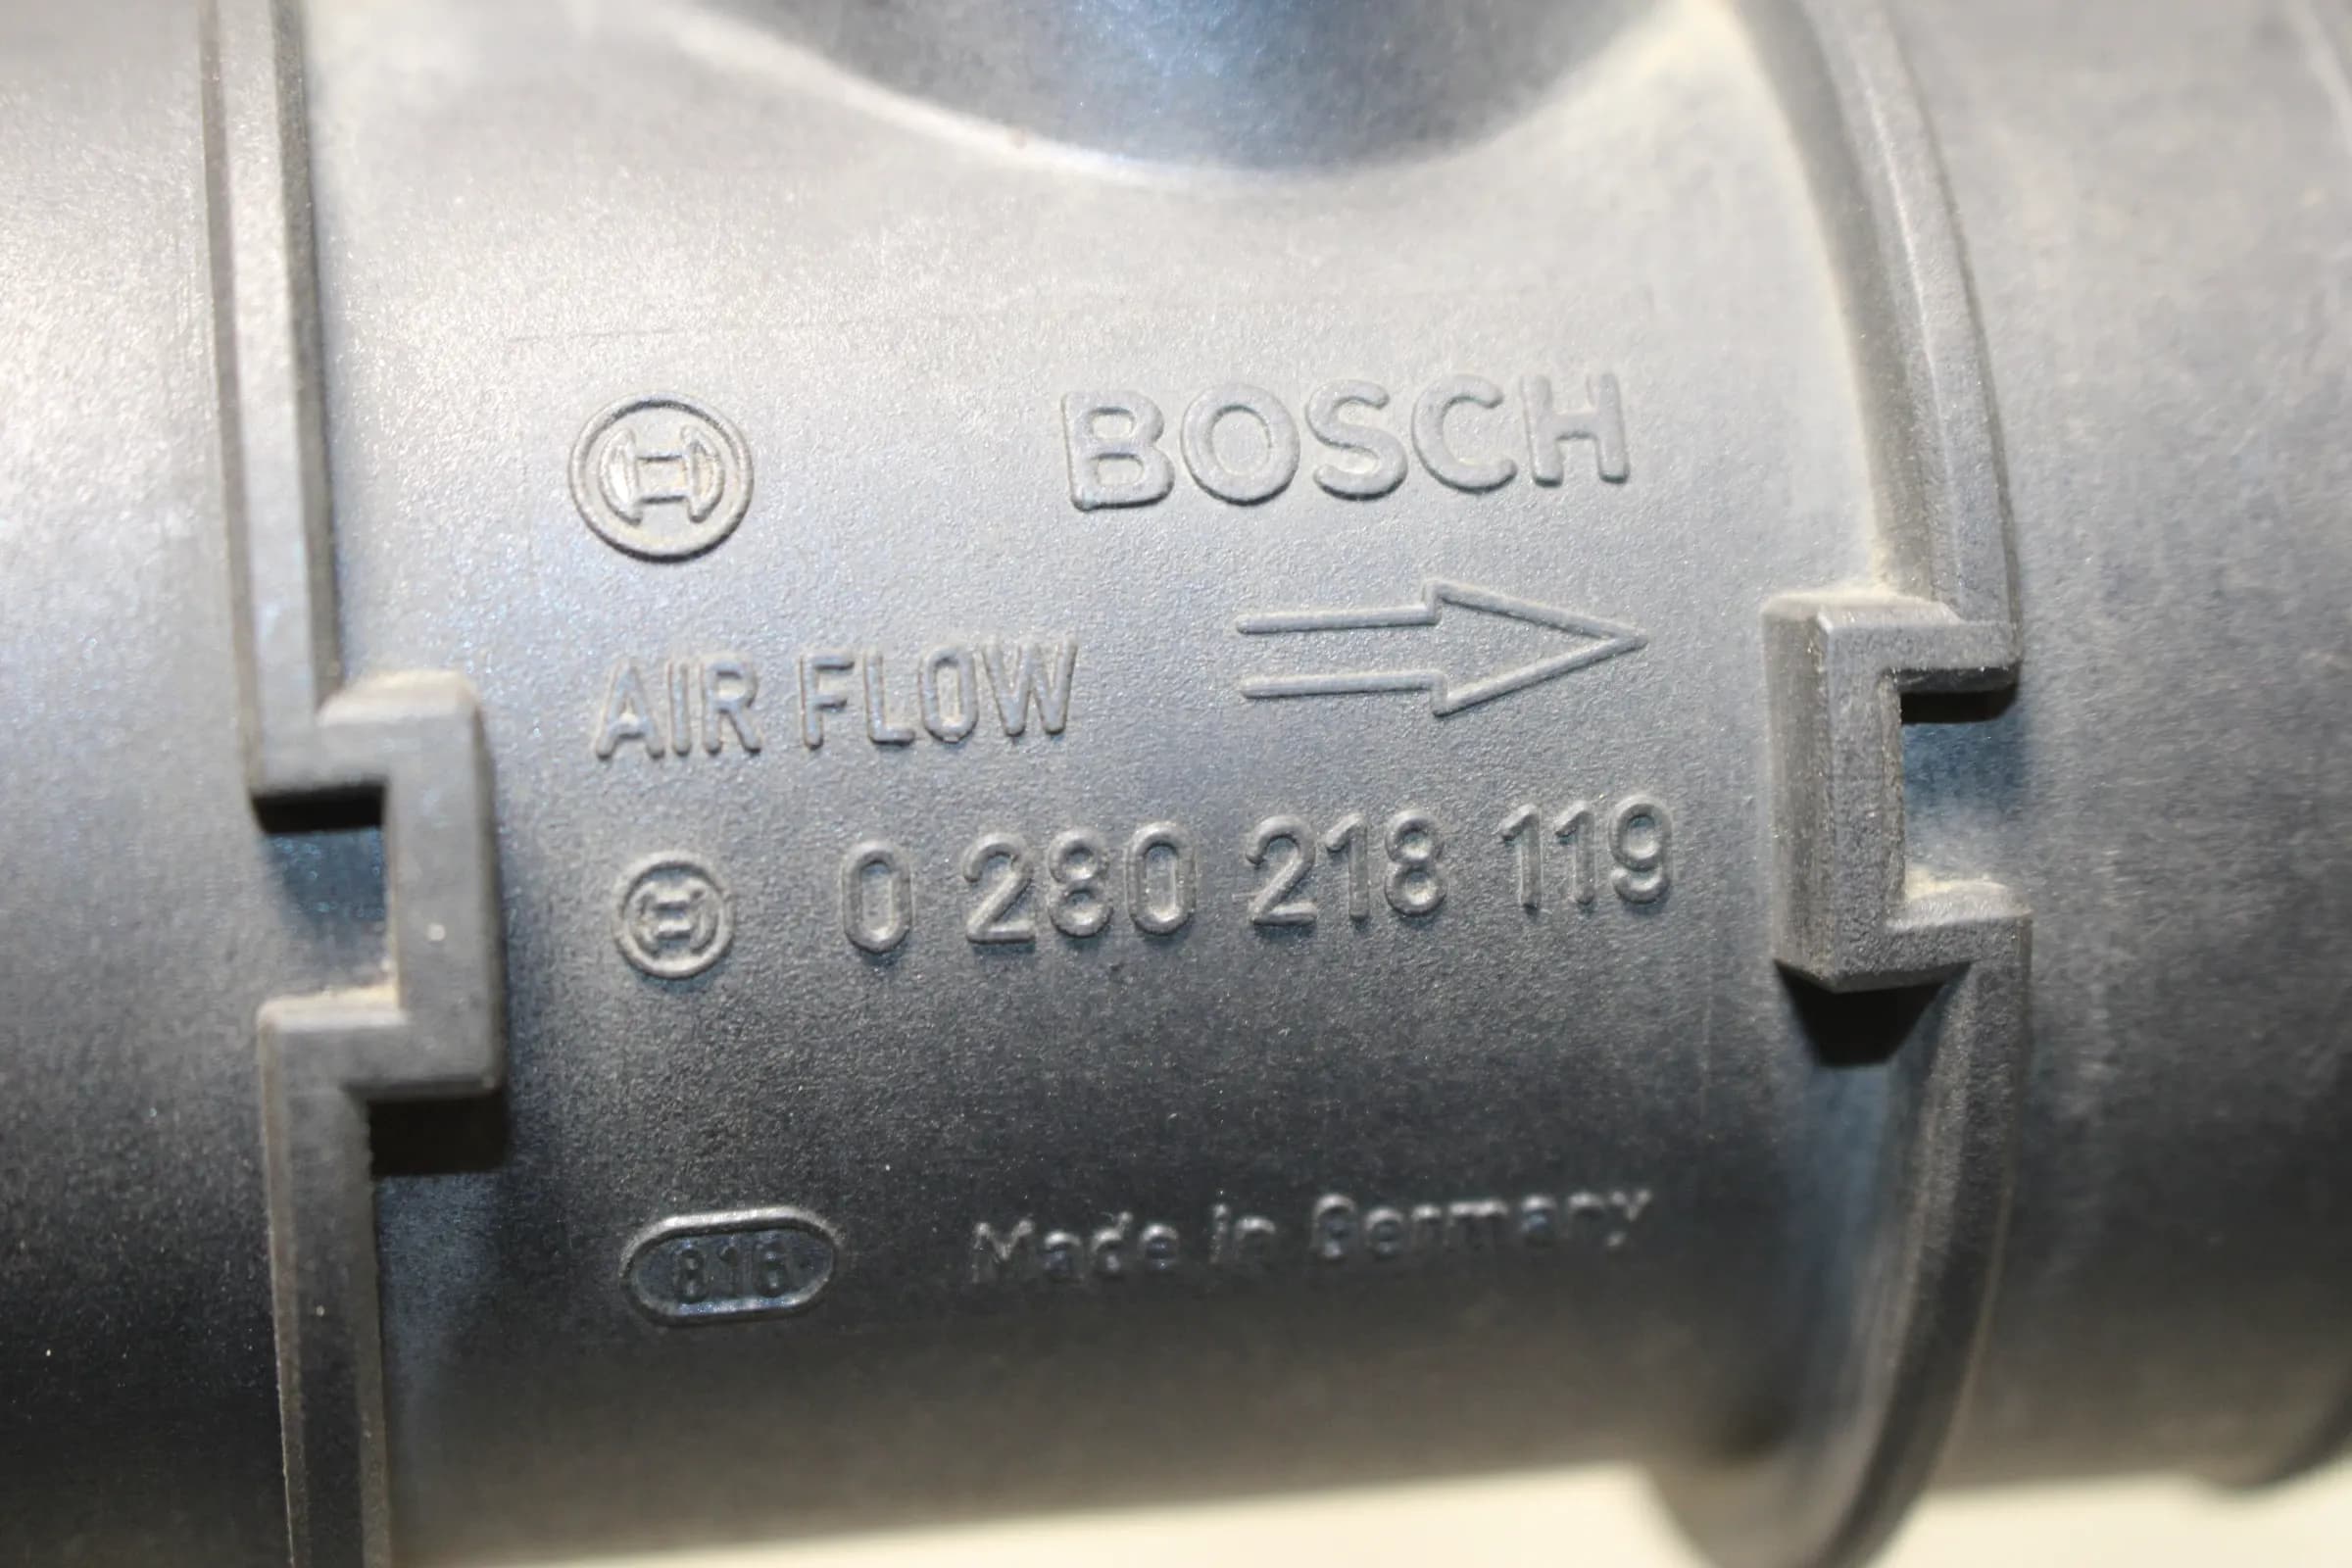 BOSCH
AIR FLOW
0 280 218 119
816 Made in Germany